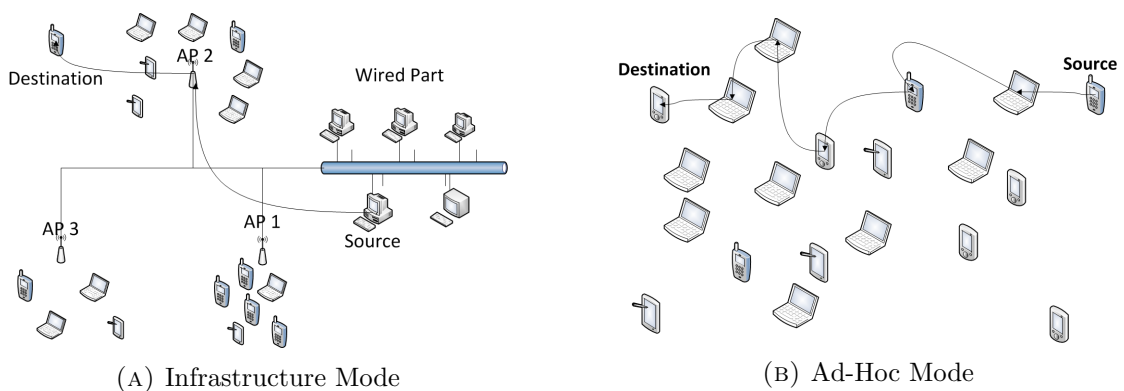 AP 2
Destination
Wired Part
AP 3
AP 1
Source
(A) Infrastructure Mode
Destination
Source
(B) Ad-Hoc Mode